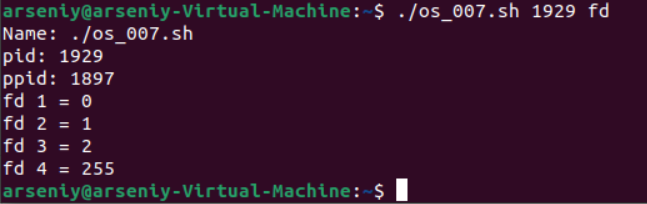 arseniy@arseniy-Virtual-Machine:~$ ./os_007.sh 1929 fd
Name: ./os_007.sh
pid: 1929
ppid: 1897
fd 1 = 0
fd 2 = 1
fd 3 = 2
fd 4 = 255
arseniy@arseniy-Virtual-Machine:~$